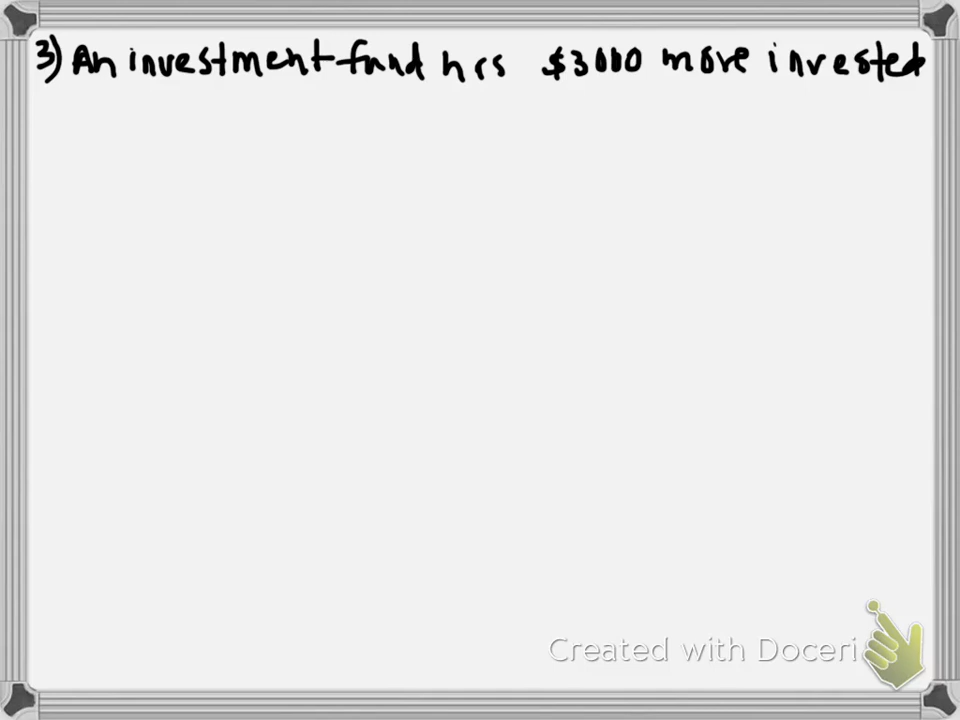 3) An investment fund has $3000 more invested
Created with Doceri